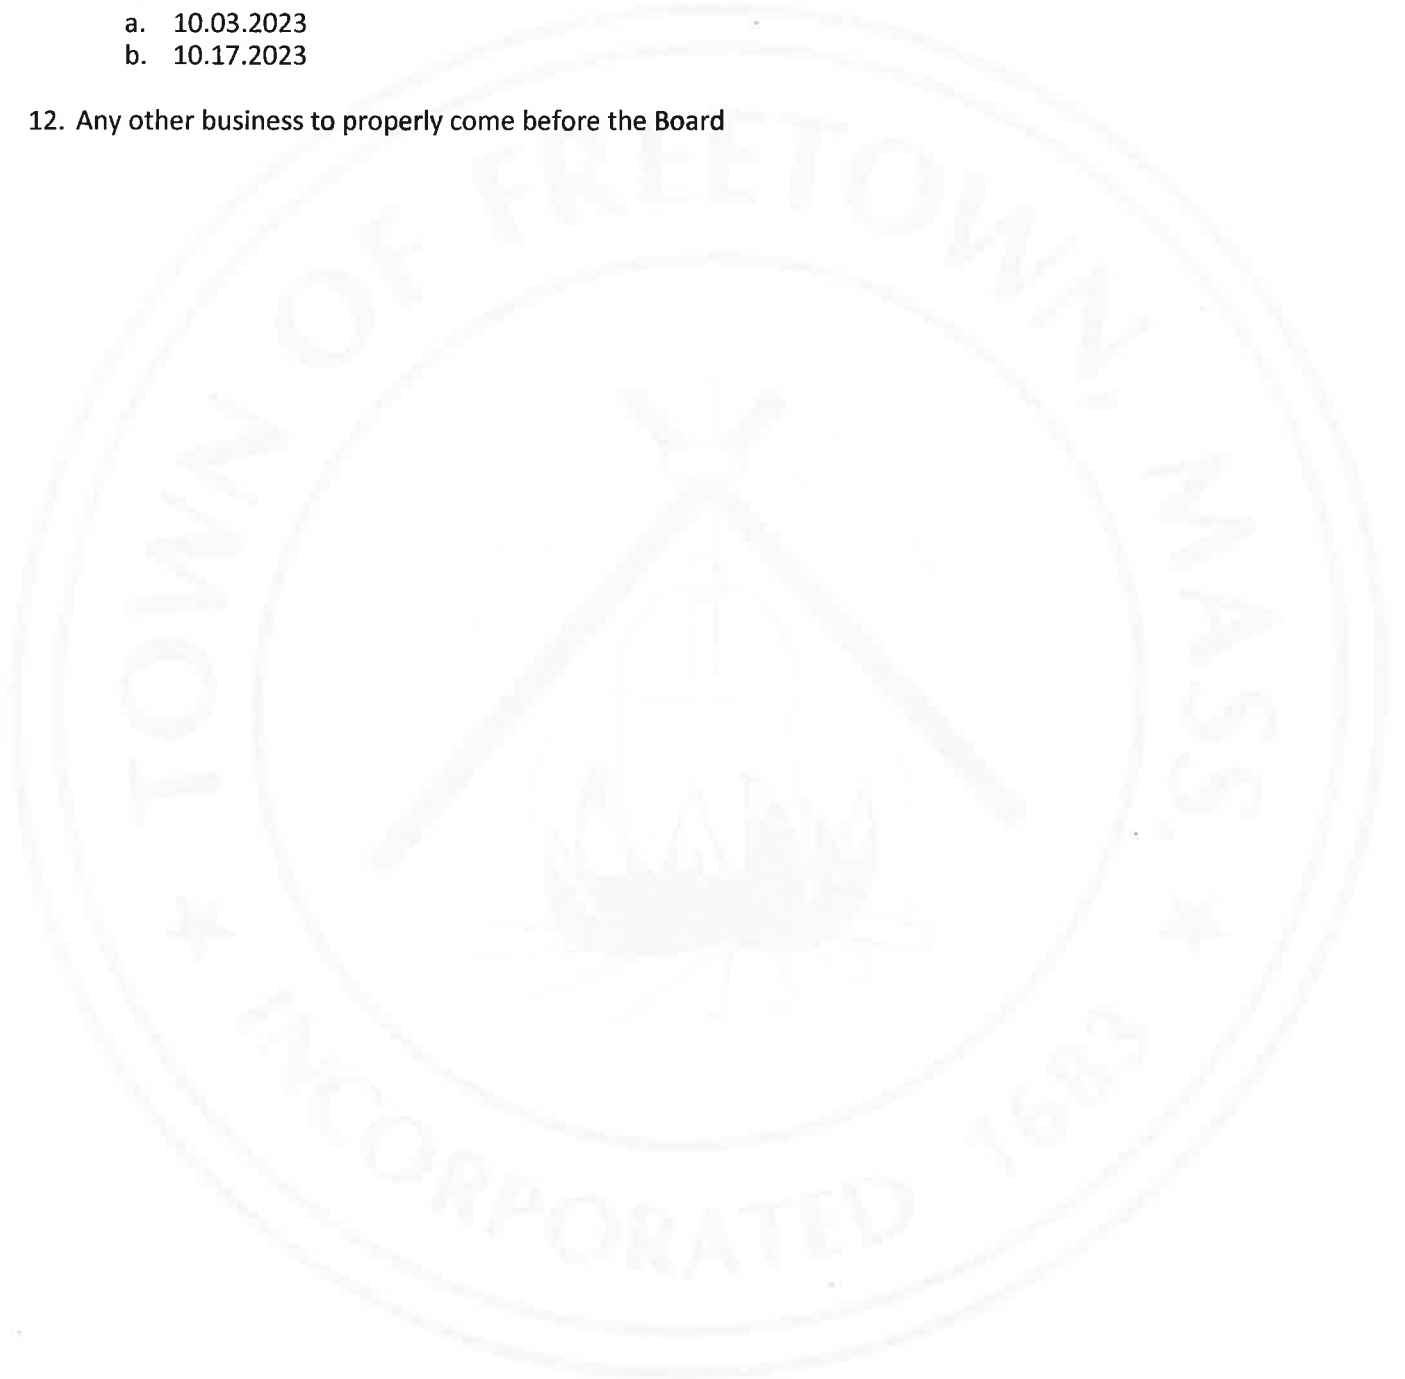 a. 10.03.2023
b. 10.17.2023
12. Any other business to properly come before the Board
TOWN OF FREETOWN, MASS.
INCORPORATED 1683